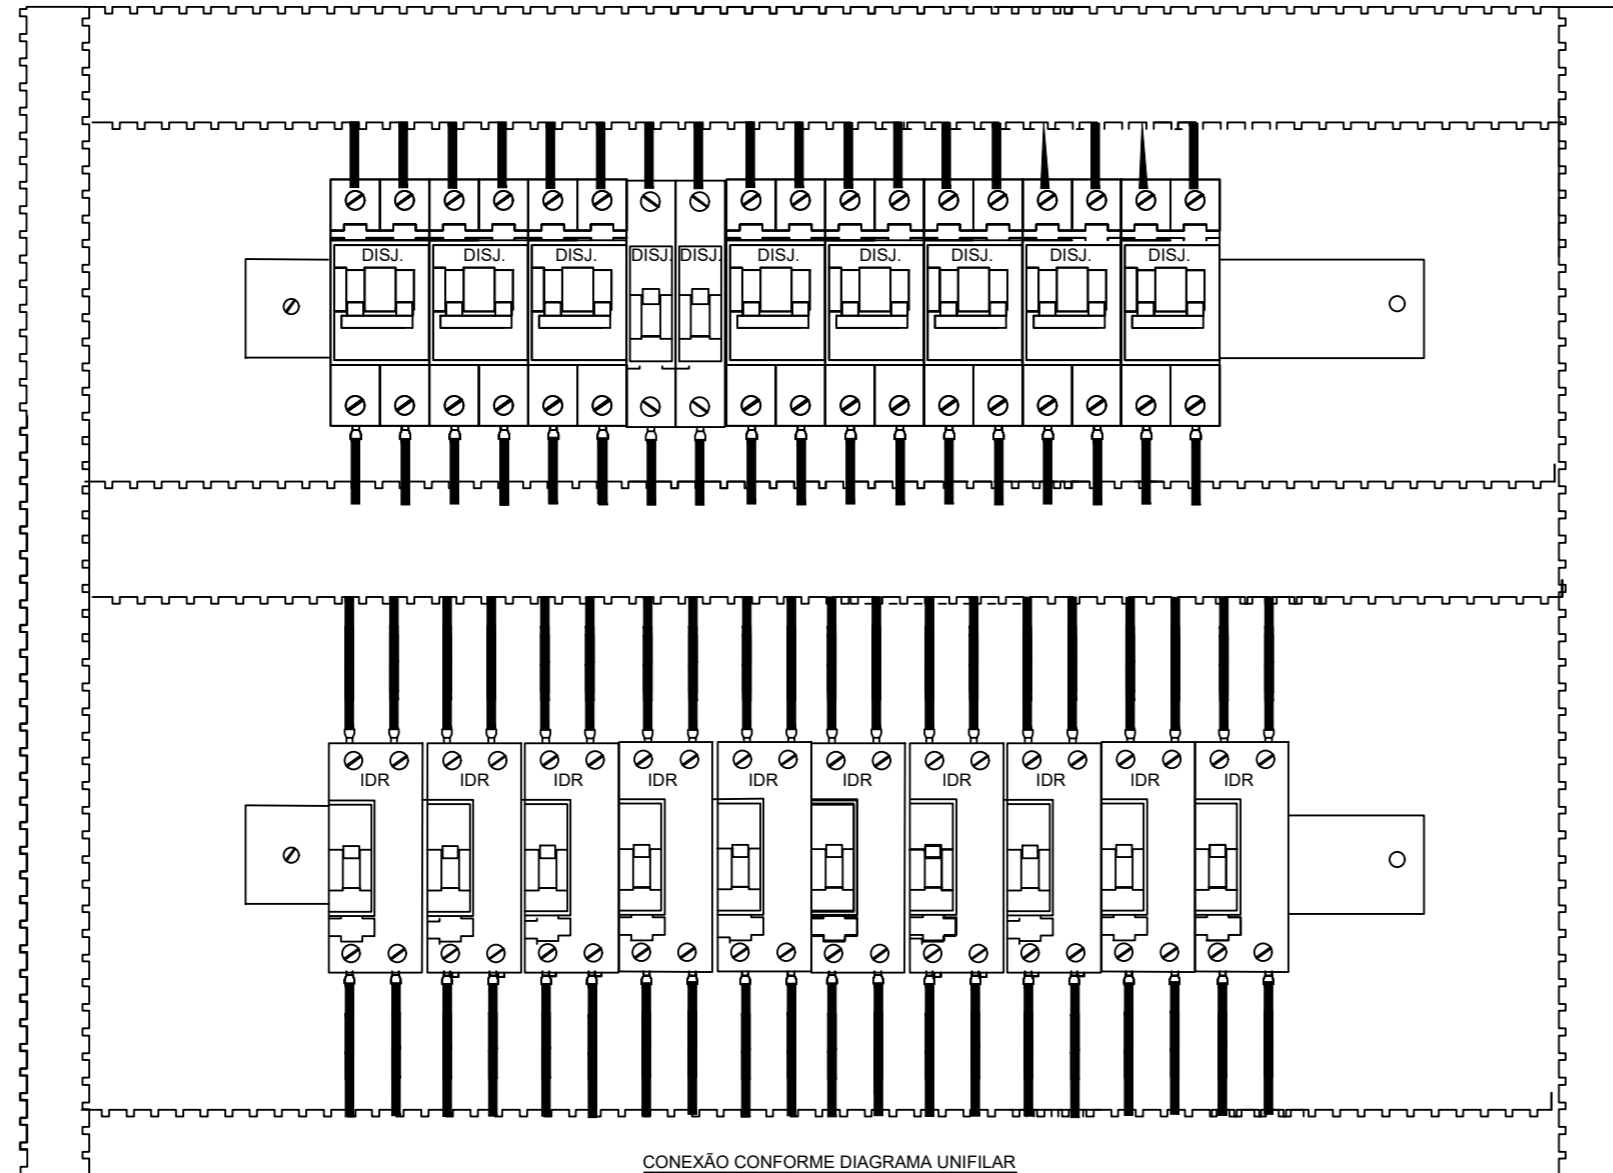 DISJ. DISJ. DISJ. DISJ. DISJ. DISJ. DISJ. DISJ. DISJ. DISJ.
IDR IDR IDR IDR IDR IDR IDR IDR IDR IDR
CONEXÃO CONFORME DIAGRAMA UNIFILAR